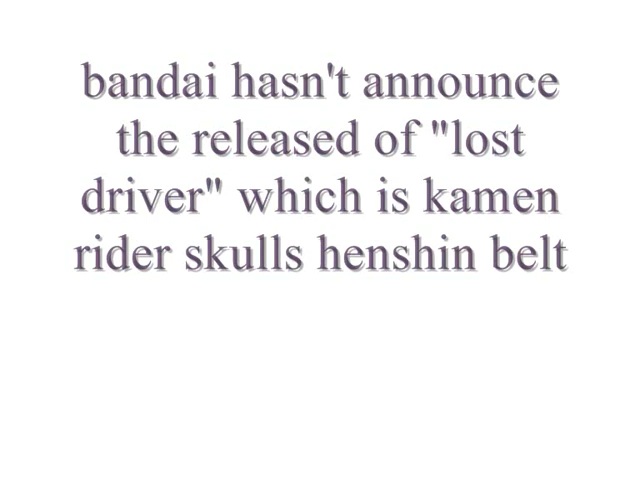 bandai hasn't announce
the released of "lost
driver" which is kamen
rider skulls henshin belt